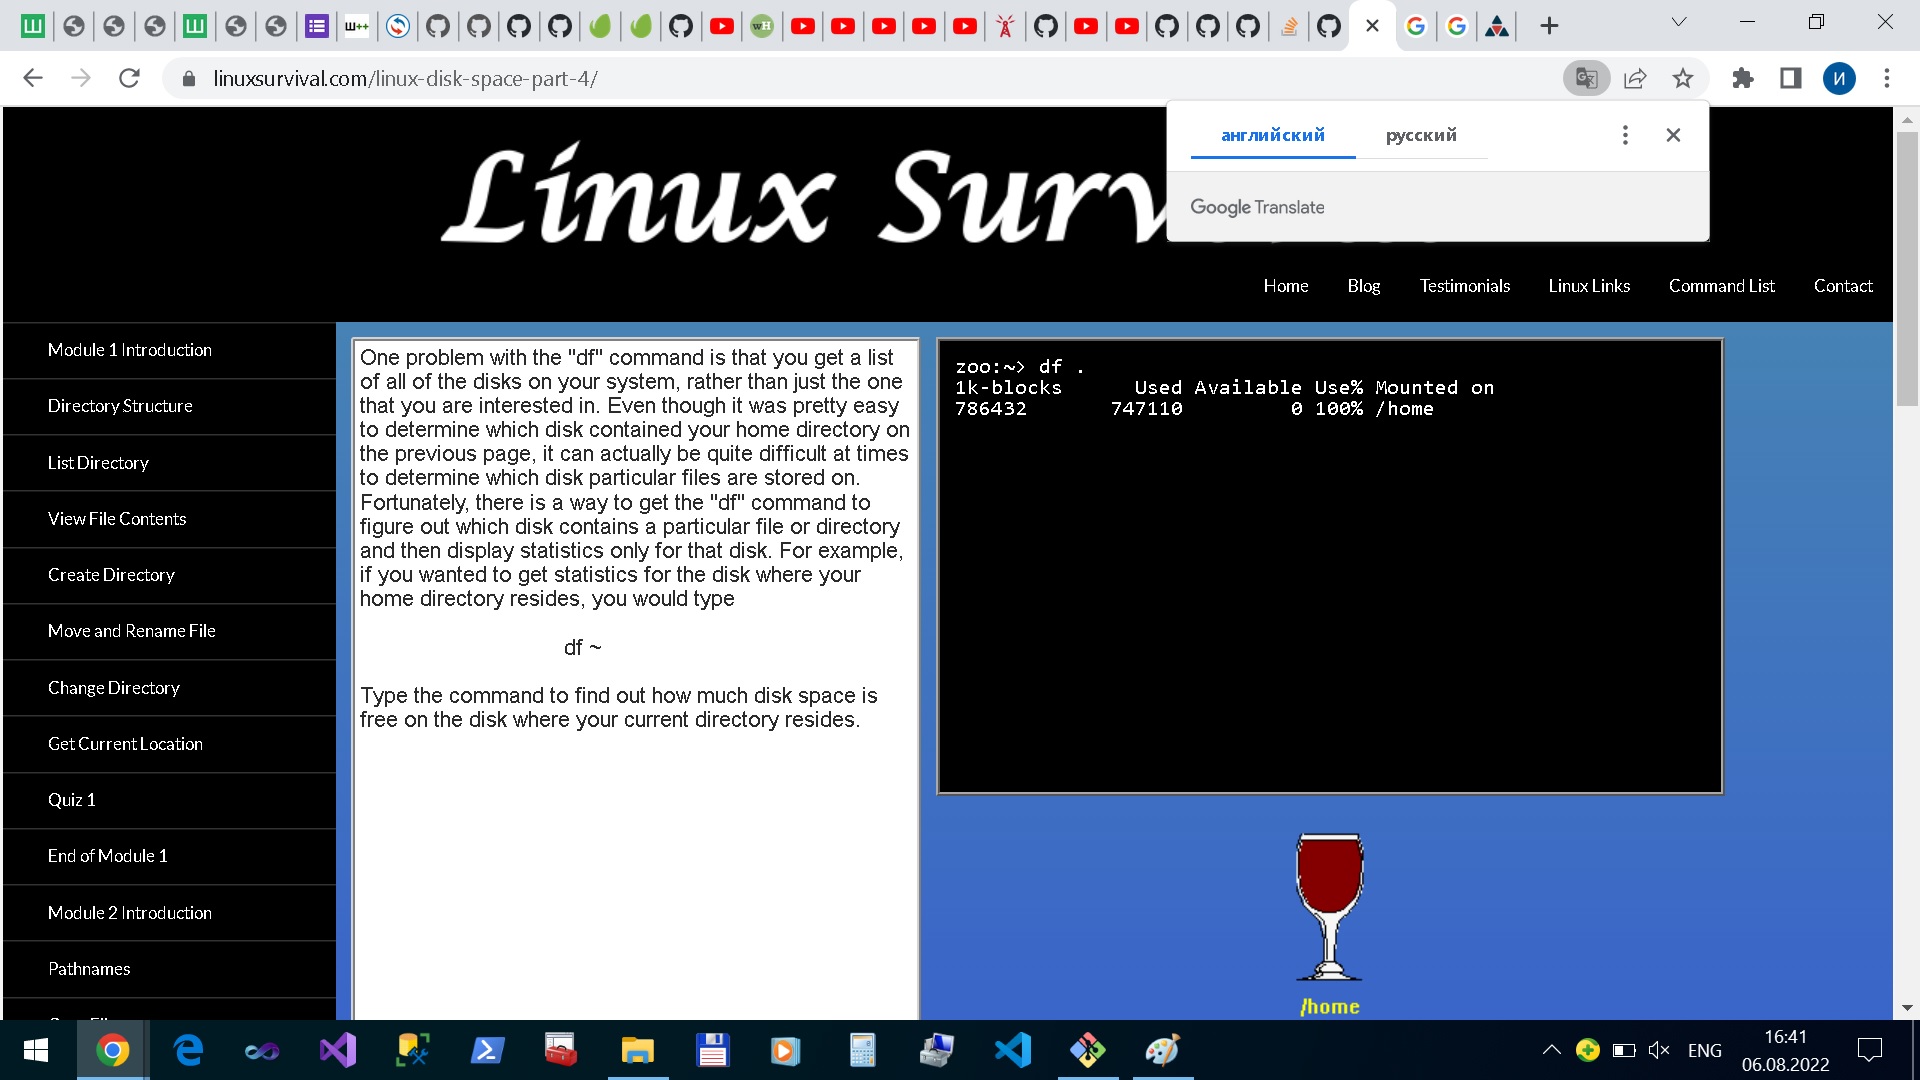 linuxsurvival.com/linux-disk-space-part-4/
И
английский русский
Google Translate
Linux Surv
Home Blog Testimonials Linux Links Command List Contact
Module 1 Introduction
Directory Structure
List Directory
View File Contents
Create Directory
Move and Rename File
Change Directory
Get Current Location
Quiz 1
End of Module 1
Module 2 Introduction
Pathnames
One problem with the "df" command is that you get a list
of all of the disks on your system, rather than just the one
that you are interested in. Even though it was pretty easy
to determine which disk contained your home directory on
the previous page, it can actually be quite difficult at times
to determine which disk particular files are stored on.
Fortunately, there is a way to get the "df" command to
figure out which disk contains a particular file or directory
and then display statistics only for that disk. For example,
if you wanted to get statistics for the disk where your
home directory resides, you would type
df ~
Type the command to find out how much disk space is
free on the disk where your current directory resides.
zoo:~> df .
1k-blocks Used Available Use% Mounted on
786432 747110 0 100% /home
/home
ENG
16:41
06.08.2022